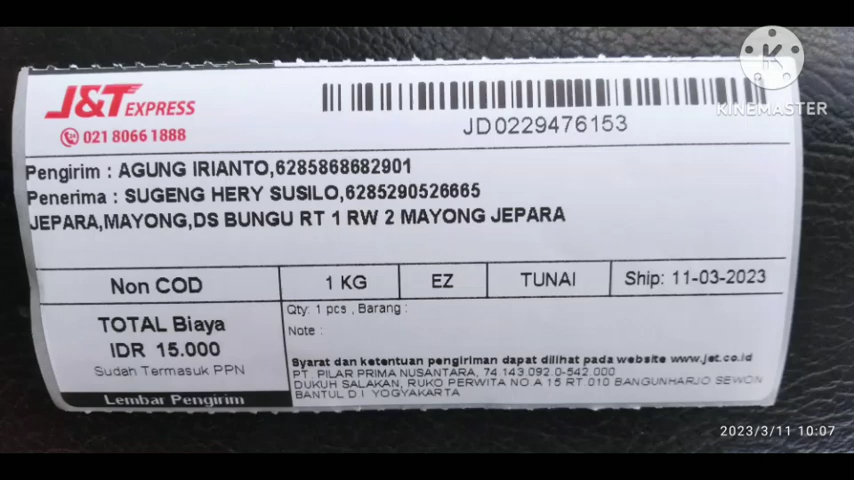 KINEMASTER
J&T EXPRESS
021 8066 1888
JD0229476153
Pengirim : AGUNG IRIANTO,6285868682901
Penerima : SUGENG HERY SUSILO,6285290526665
JEPARA,MAYONG,DS BUNGU RT 1 RW 2 MAYONG JEPARA
Non COD
1 KG
EZ
TUNAI
Ship: 11-03-2023
TOTAL Biaya
IDR 15.000
Sudah Termasuk PPN
Lembar Pengirim
Qty: 1 pcs , Barang :
Note :
Syarat dan ketentuan pengiriman dapat dilihat pada website www.jet.co.id
PT. PILAR PRIMA NUSANTARA, 74.143.092.0-542.000
DUKUH SALAKAN, RUKO PERWITA NO.A 15 RT.010 BANGUNHARJO SEWON
BANTUL D.I YOGYAKARTA
2023/3/11 10:07